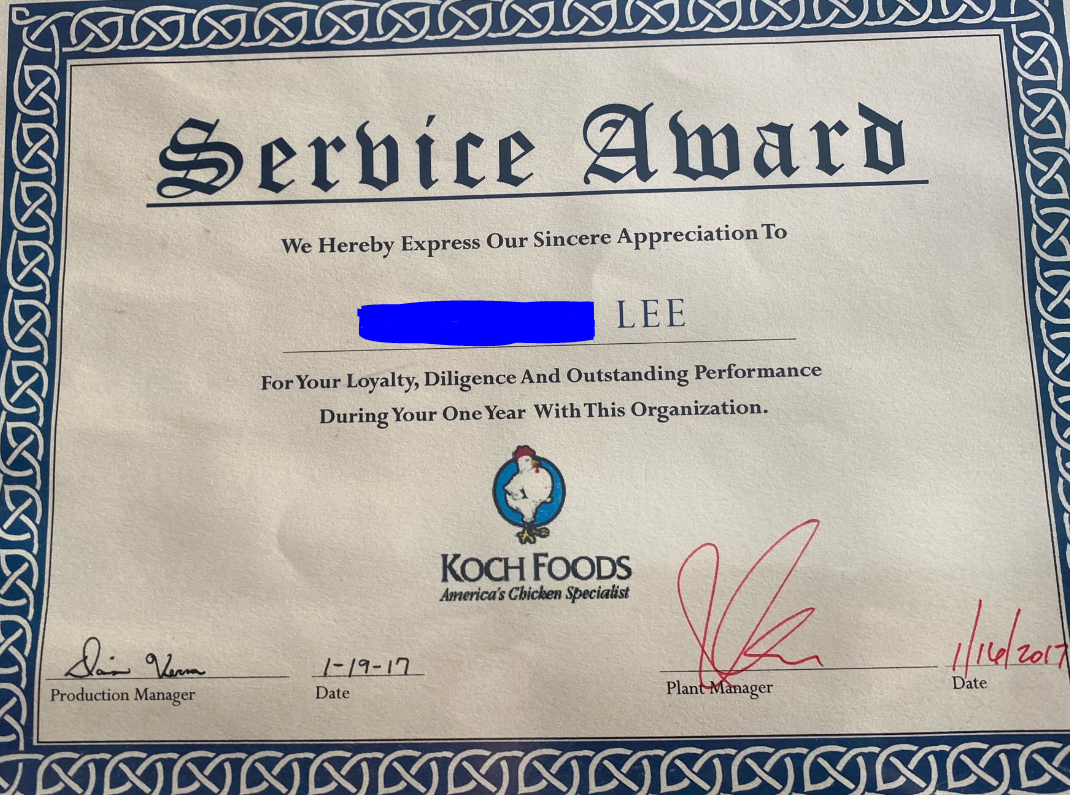 Service Award
We Hereby Express Our Sincere Appreciation To
LEE
For Your Loyalty, Diligence And Outstanding Performance
During Your One Year With This Organization.
KOCH FOODS
America's Chicken Specialist
1-19-17
1/16/2017
Production Manager
Date
Plant Manager
Date